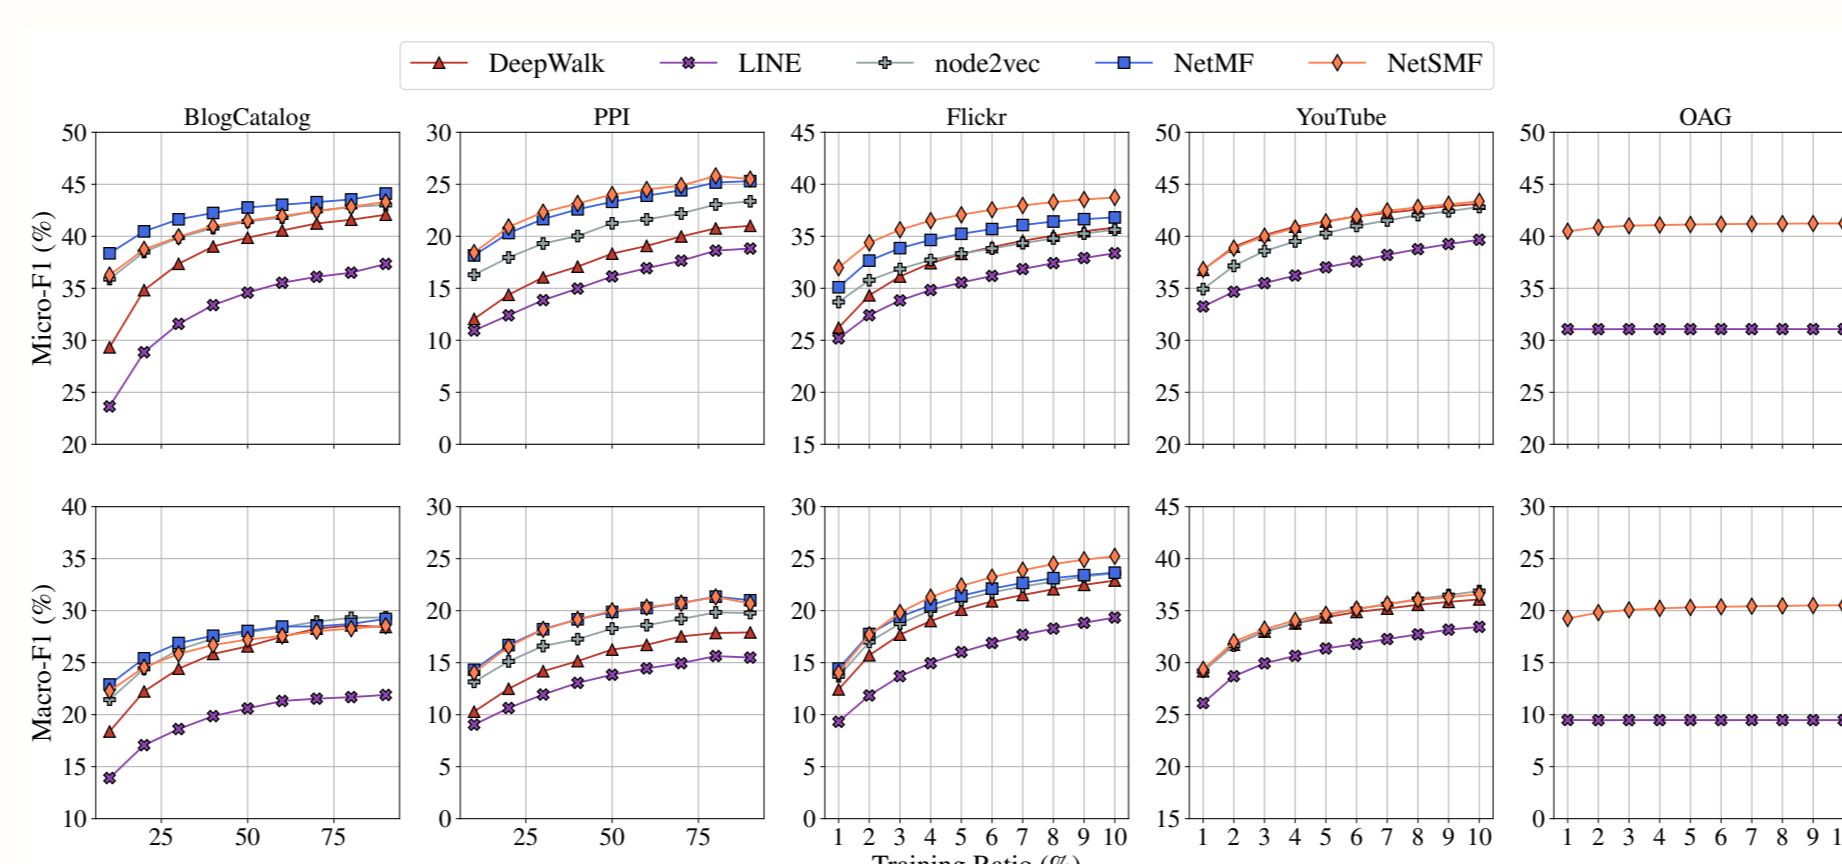 DeepWalk LINE node2vec NetMF NetSMF
BlogCatalog PPI Flickr YouTube OAG
Micro-F1 (%)
50 45 40 35 30 25 20
30 25 20 15 10 5 0
45 40 35 30 25 20 15
50 45 40 35 30 25 20
50 45 40 35 30 25 20
Macro-F1 (%)
40 35 30 25 20 15 10
30 25 20 15 10 5 0
30 25 20 15 10 5 0
45 40 35 30 25 20 15
30 25 20 15 10 5 0
25 50 75
25 50 75
1 2 3 4 5 6 7 8 9 10
1 2 3 4 5 6 7 8 9 10
1 2 3 4 5 6 7 8 9 1
Training Ratio (%)